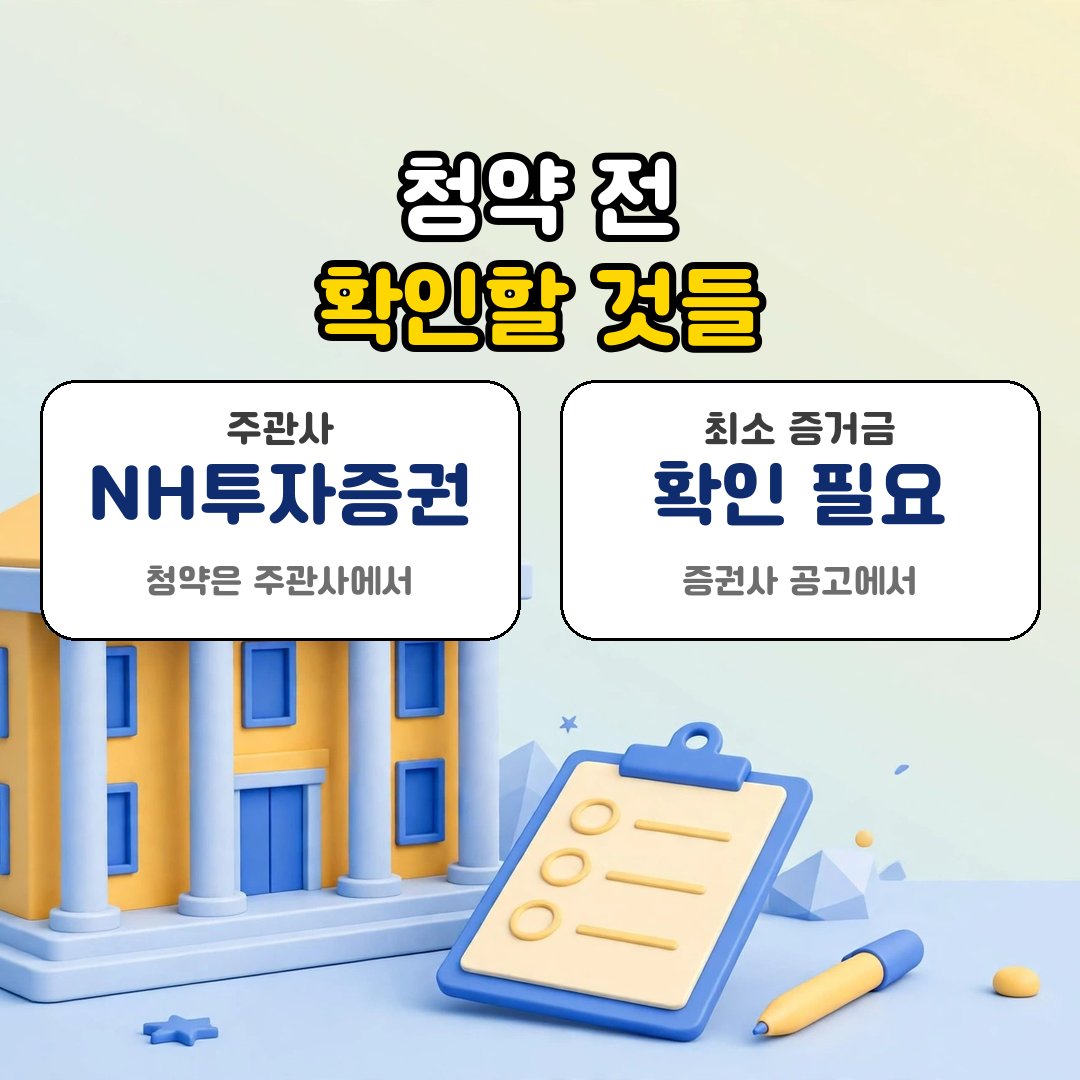 청약 전
확인할 것들
주관사
NH투자증권
청약은 주관사에서
최소 증거금
확인 필요
증권사 공고에서